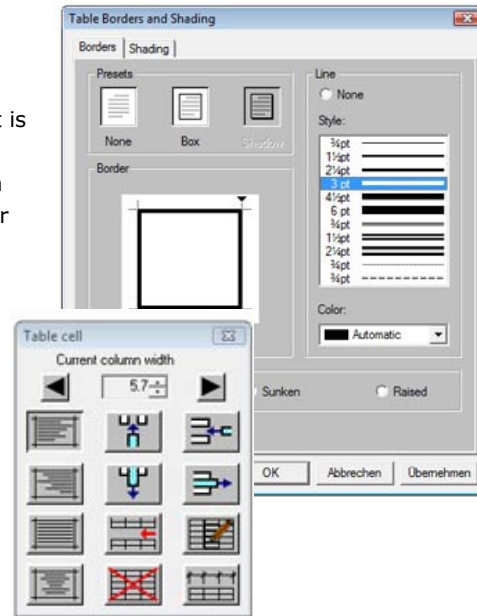 Table Borders and Shading
Borders
Shading
Presets
None
Box
Shadow
Border
t is
r
Line
None
Style:
¾pt
1½pt
2¼pt
3 pt
4½pt
6 pt
¾pt
1½pt
2¼pt
¾pt
¾pt
Color:
Automatic
Sunken
Raised
OK
Abbrechen
Übernehmen
Table cell
Current column width
5.7